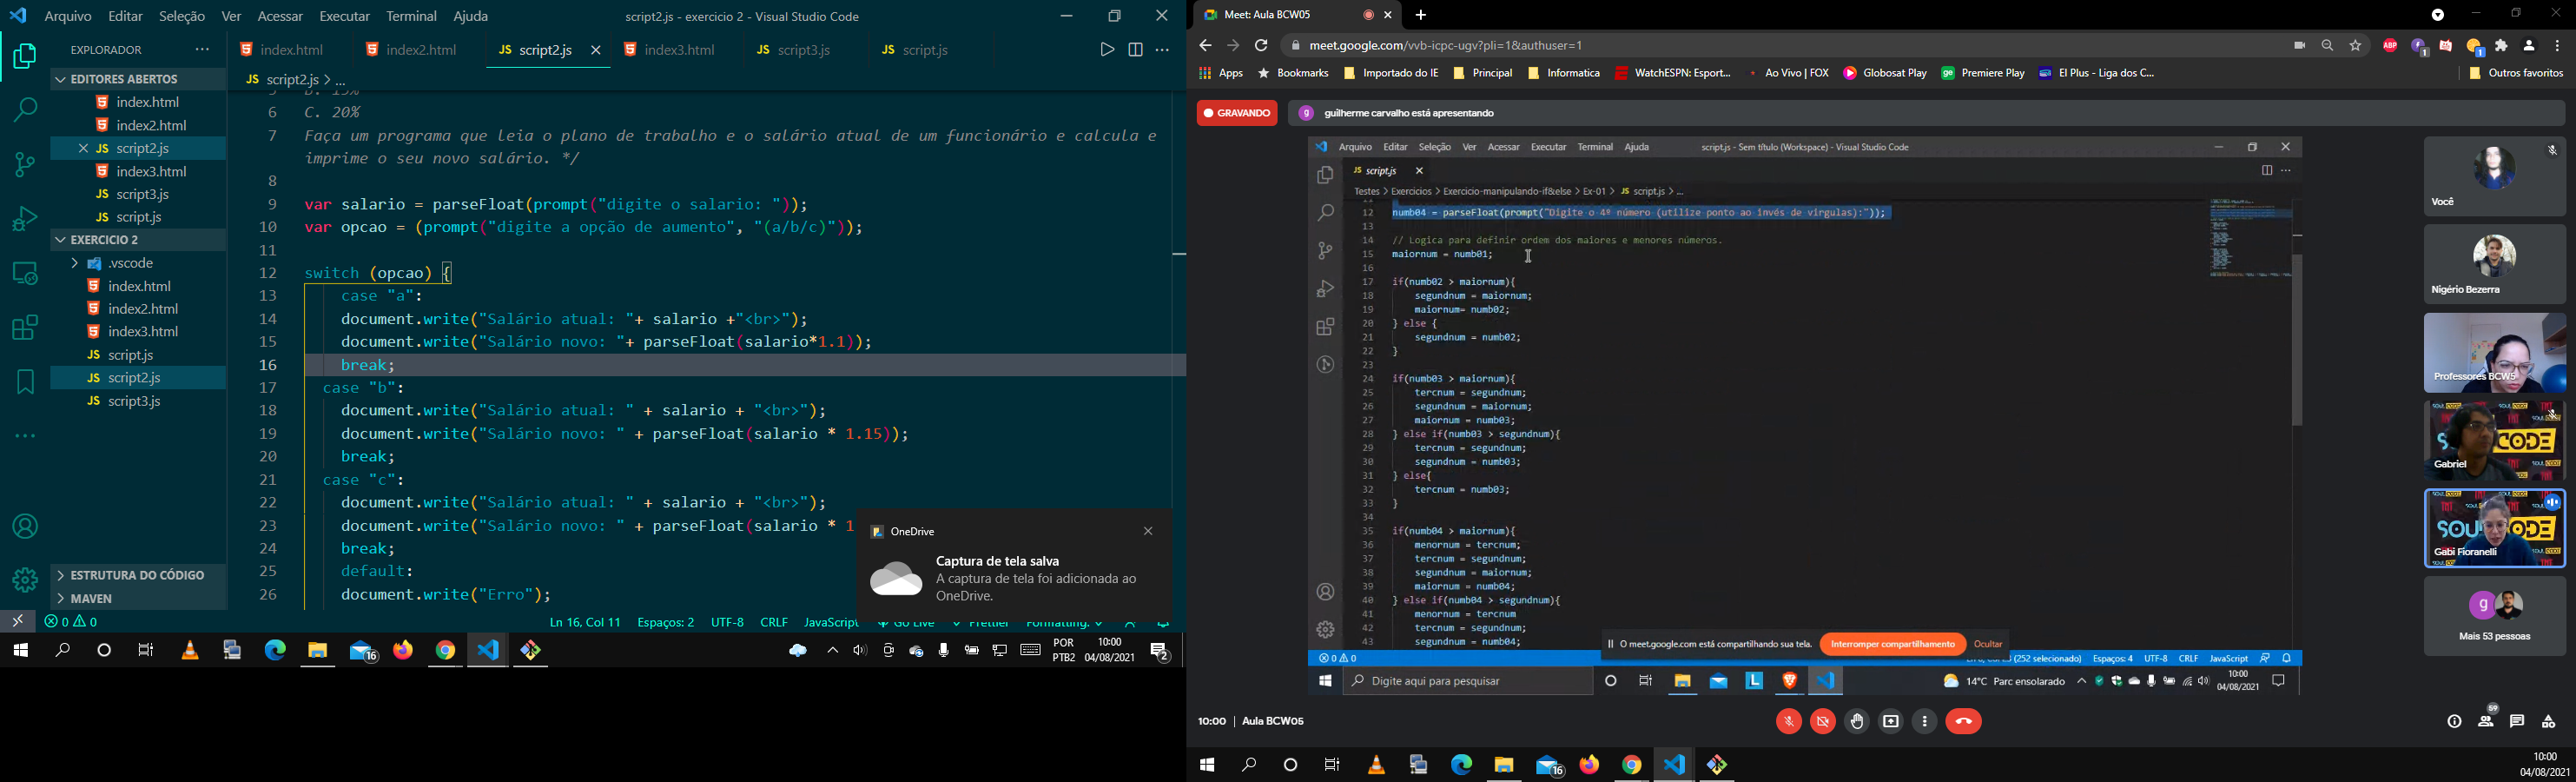 Arquivo Editar Seleção Ver Acessar Executar Terminal Ajuda
script2.js - exercicio 2 - Visual Studio Code
EXPLORADOR
EDITORES ABERTOS
index.html
index2.html
script2.js
index3.html
script3.js
script.js
EXERCICIO 2
.vscode
index.html
index2.html
index3.html
script.js
script2.js
script3.js
ESTRUTURA DO CÓDIGO
MAVEN
index.html index2.html script2.js index3.html script3.js script.js
script2.js > ...
6 C. 20%
7 Faça um programa que leia o plano de trabalho e o salário atual de um funcionário e calcula e
imprime o seu novo salário. */
8
9 var salario = parseFloat(prompt("digite o salario: "));
10 var opcao = (prompt("digite a opção de aumento", "(a/b/c)"));
11
12 switch (opcao) {
13 case "a":
14 document.write("Salário atual: "+ salario +"<br>");
15 document.write("Salário novo: "+ parseFloat(salario*1.1));
16 break;
17 case "b":
18 document.write("Salário atual: " + salario + "<br>");
19 document.write("Salário novo: " + parseFloat(salario * 1.15));
20 break;
21 case "c":
22 document.write("Salário atual: " + salario + "<br>");
23 document.write("Salário novo: " + parseFloat(salario * 1
24 break;
25 default:
26 document.write("Erro");
OneDrive
Captura de tela salva
A captura de tela foi adicionada ao
OneDrive.
0 0
Ln 16, Col 11 Espaços: 2 UTF-8 CRLF JavaScript Go Live Prettier Formatting:
16
POR
PTB2
10:00
04/08/2021
2
Meet: Aula BCW05
meet.google.com/vvb-icpc-ugv?pli=1&authuser=1
Apps Bookmarks Importado do IE Principal Informatica WatchESPN: Esport... Ao Vivo | FOX Globosat Play Premiere Play EI Plus - Liga dos C... Outros favoritos
GRAVANDO
guilherme carvalho está apresentando
Arquivo Editar Seleção Ver Acessar Executar Terminal Ajuda
script.js - Sem título (Workspace) - Visual Studio Code
script.js
Testes > Exercicios > Exercicio-manipulando-if&else > Ex-01 > script.js > ...
12 numb04 = parseFloat(prompt("Digite o 4º número (utilize ponto ao invés de virgulas):"));
13
14 // Logica para definir ordem dos maiores e menores números.
15 maiornum = numb01;
16
17 if(numb02 > maiornum){
18 segundnum = maiornum;
19 maiornum= numb02;
20 } else {
21 segundnum = numb02;
22 }
23
24 if(numb03 > maiornum){
25 tercnum = segundnum;
26 segundnum = maiornum;
27 maiornum = numb03;
28 } else if(numb03 > segundnum){
29 tercnum = segundnum;
30 segundnum = numb03;
31 } else{
32 tercnum = numb03;
33 }
34
35 if(numb04 > maiornum){
36 menornum = tercnum;
37 tercnum = segundnum;
38 segundnum = maiornum;
39 maiornum = numb04;
40 } else if(numb04 > segundnum){
41 menornum = tercnum
42 tercnum = segundnum;
43 segundnum = numb04;
O meet.google.com está compartilhando sua tela.
Interromper compartilhamento
Ocultar
0 0
(252 selecionado) Espaços: 4 UTF-8 CRLF JavaScript
Digite aqui para pesquisar
14°C Parc ensolarado
10:00
04/08/2021
Você
Nigério Bezerra
Professores BCW5
Gabriel
Gabi Fioranelli
Mais 53 pessoas
10:00 | Aula BCW05
59
16
10:00
04/08/2021